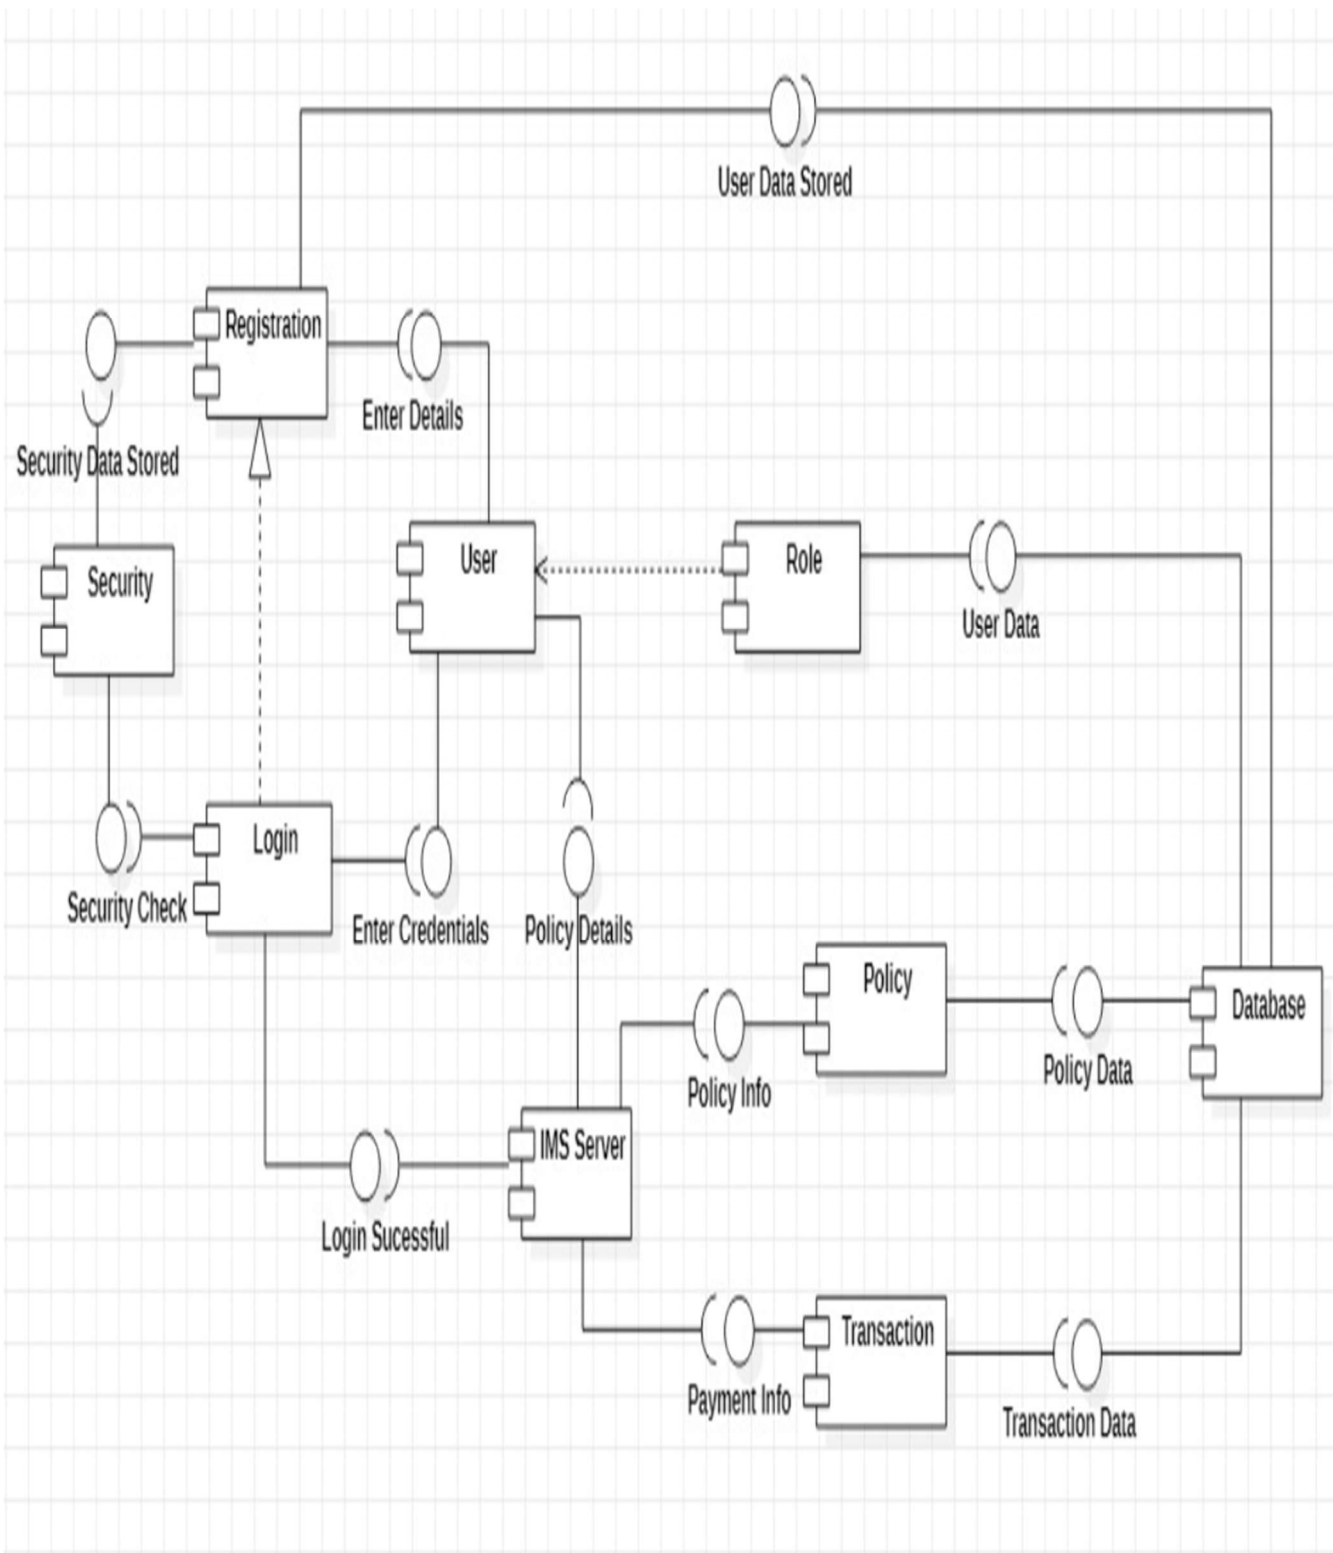 User Data Stored
Registration
Enter Details
Security Data Stored
User
Role
Security
User Data
Login
Security Check
Enter Credentials
Policy Details
Policy
Database
Policy Data
Policy Info
IMS Server
Login Sucessful
Transaction
Payment Info
Transaction Data